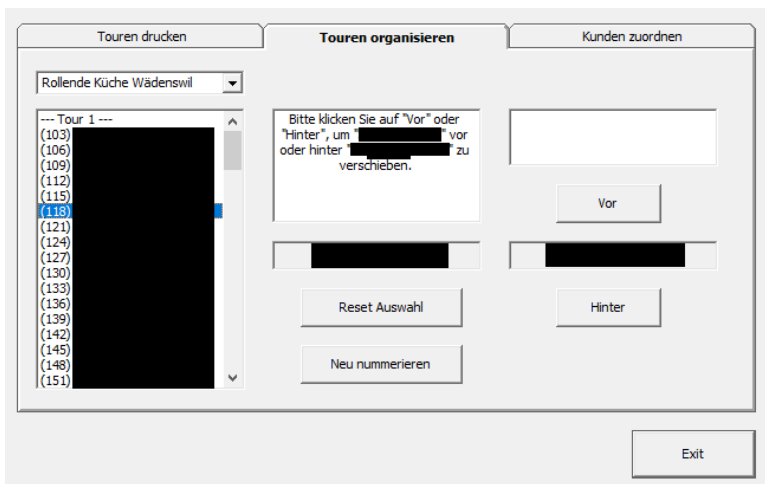 Touren drucken
Touren organisieren
Kunden zuordnen
Rollende Küche Wädenswil
--- Tour 1 ---
(103)
(106)
(109)
(112)
(115)
(118)
(121)
(124)
(127)
(130)
(133)
(136)
(139)
(142)
(145)
(148)
(151)
Bitte klicken Sie auf "Vor" oder
"Hinter", um " " vor
oder hinter " " zu
verschieben.
Vor
Reset Auswahl
Hinter
Neu nummerieren
Exit